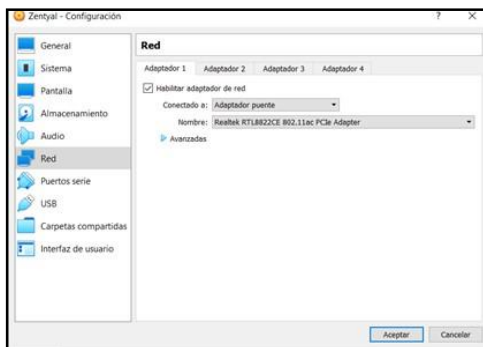 Zentyal - Configuración
General
Sistema
Pantalla
Almacenamiento
Audio
Red
Puertos serie
USB
Carpetas compartidas
Interfaz de usuario
Red
Adaptador 1 Adaptador 2 Adaptador 3 Adaptador 4
Habilitar adaptador de red
Conectado a: Adaptador puente
Nombre: Realtek RTL8822CE 802.11ac PCIe Adapter
Avanzadas
Aceptar Cancelar